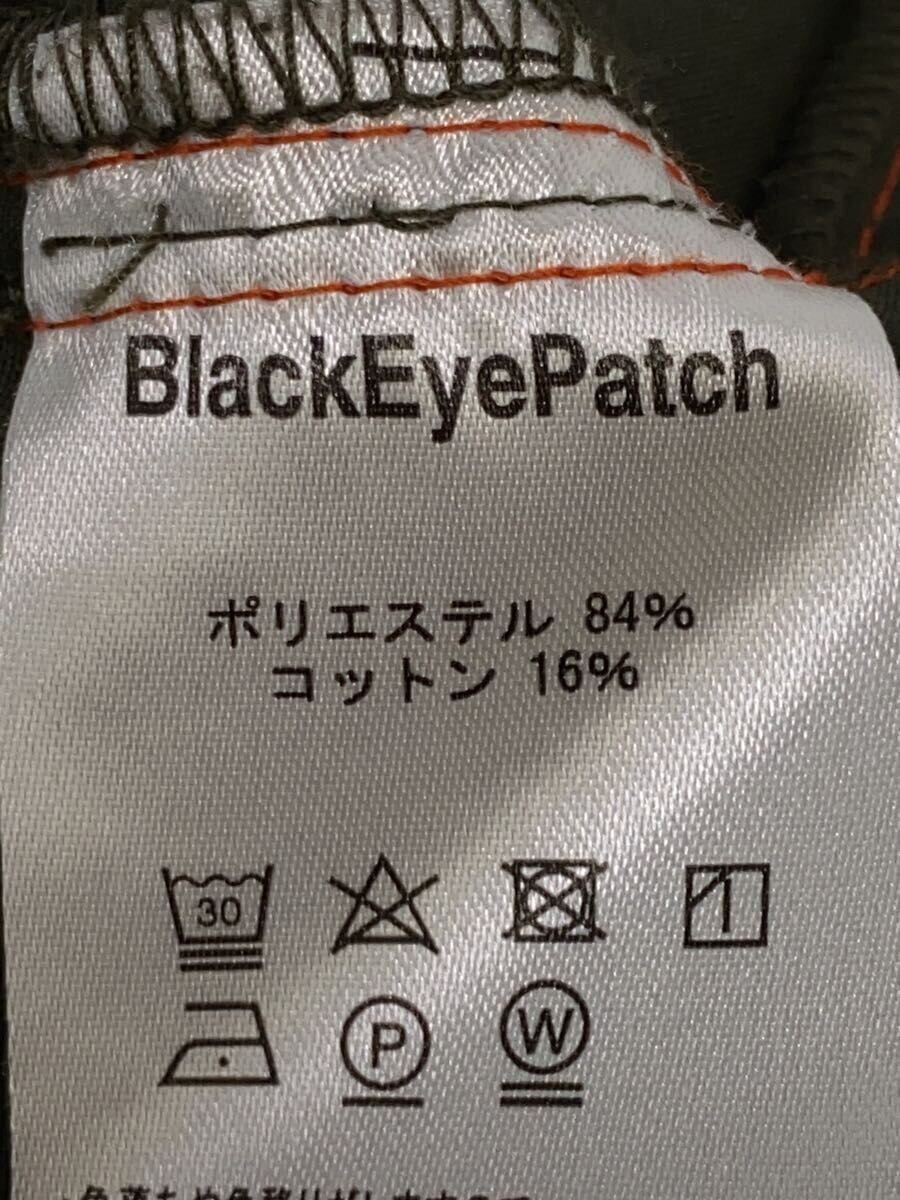 BlackEyePatch
ポリエステル 84%
コットン 16%
30
P
W